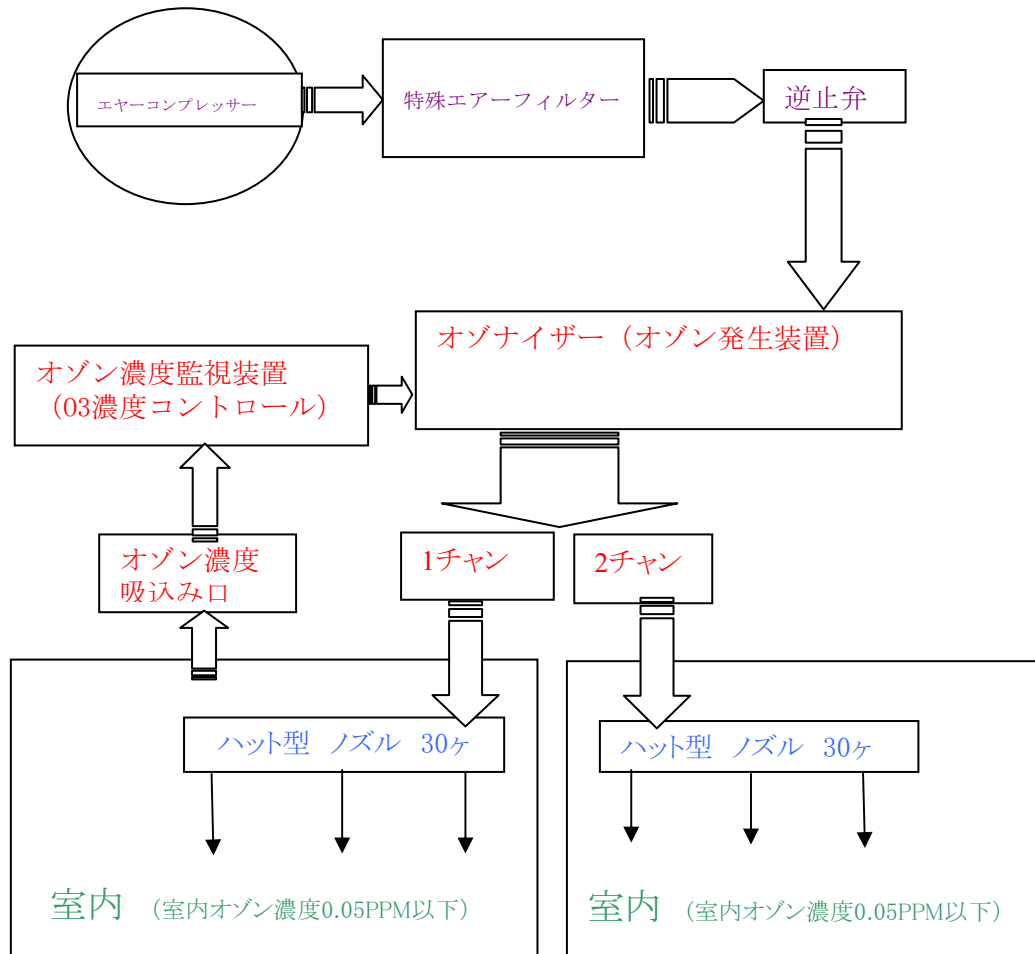 エヤーコンプレッサー
特殊エアーフィルター
逆止弁
オゾナイザー（オゾン発生装置）
オゾン濃度監視装置
（O3濃度コントロール）
オゾン濃度
吸込み口
1チャン
2チャン
ハット型　ノズル　30ヶ
ハット型　ノズル　30ヶ
室内　（室内オゾン濃度0.05PPM以下）
室内　（室内オゾン濃度0.05PPM以下）